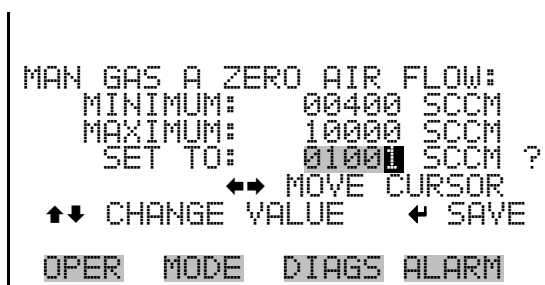 MAN GAS A ZERO AIR FLOW:
MINIMUM: 00400 SCCM
MAXIMUM: 10000 SCCM
SET TO: 01001 SCCM ?
⬅➡ MOVE CURSOR
⬆⬇ CHANGE VALUE ↵ SAVE
OPER MODE DIAGS ALARM